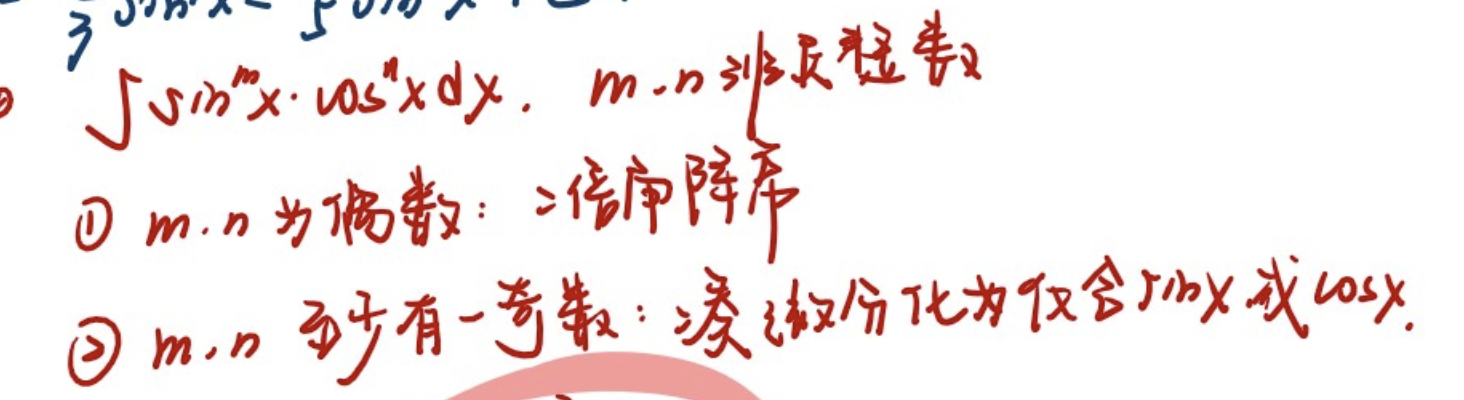 ∫sin^m x·cos^n x dx. m.n非负整数
① m.n为偶数：二倍角降幂
② m.n至少有一奇数：凑微分化为仅含sinx或cosx.